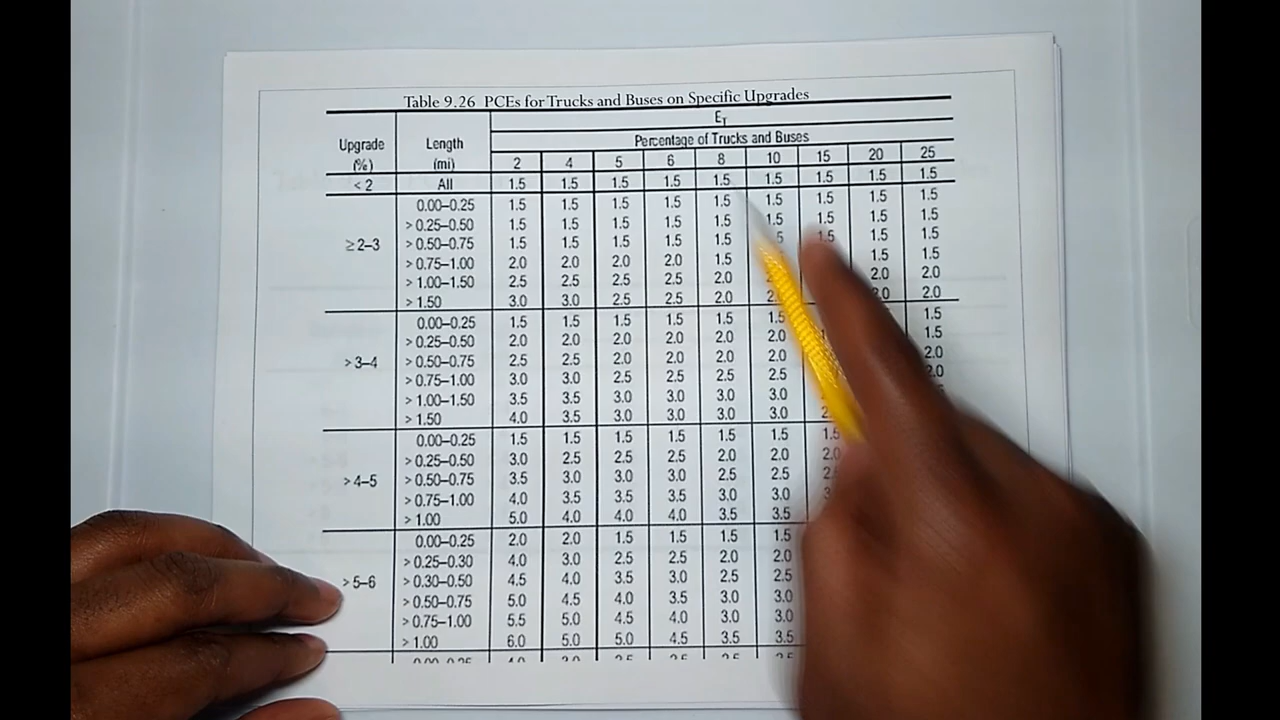 Table 9.26 PCEs for Trucks and Buses on Specific Upgrades
E_T
Percentage of Trucks and Buses
Upgrade (%) Length (mi) 2 4 5 6 8 10 15 20 25
< 2 All 1.5 1.5 1.5 1.5 1.5 1.5 1.5 1.5 1.5
0.00–0.25 1.5 1.5 1.5 1.5 1.5 1.5 1.5 1.5 1.5
> 0.25–0.50 1.5 1.5 1.5 1.5 1.5 1.5 1.5 1.5 1.5
≥ 2–3 > 0.50–0.75 1.5 1.5 1.5 1.5 1.5 1.5 1.5 1.5
> 0.75–1.00 2.0 2.0 2.0 2.0 1.5 1.5 1.5
> 1.00–1.50 2.5 2.5 2.5 2.5 2.0 2.0 2.0
> 1.50 3.0 3.0 2.5 2.5 2.0 2.0
0.00–0.25 1.5 1.5 1.5 1.5 1.5 1.5 1.5
> 0.25–0.50 2.0 2.0 2.0 2.0 2.0 2.0 1.5
> 3–4 > 0.50–0.75 2.5 2.5 2.0 2.0 2.0 2.0 2.0
> 0.75–1.00 3.0 3.0 2.5 2.5 2.5 2.5 2.0
> 1.00–1.50 3.5 3.5 3.0 3.0 3.0 3.0
> 1.50 4.0 3.5 3.0 3.0 3.0 3.0
0.00–0.25 1.5 1.5 1.5 1.5 1.5 1.5 1.5
> 0.25–0.50 3.0 2.5 2.5 2.5 2.0 2.0 2.0
> 4–5 > 0.50–0.75 3.5 3.0 3.0 3.0 2.5 2.5
> 0.75–1.00 4.0 3.5 3.5 3.5 3.0 3.0
> 1.00 5.0 4.0 4.0 4.0 3.5 3.5
0.00–0.25 2.0 2.0 1.5 1.5 1.5 1.5
> 0.25–0.30 4.0 3.0 2.5 2.5 2.0 2.0
> 5–6 > 0.30–0.50 4.5 4.0 3.5 3.0 2.5 2.5
> 0.50–0.75 5.0 4.5 4.0 3.5 3.0 3.0
> 0.75–1.00 5.5 5.0 4.5 4.0 3.0 3.0
> 1.00 6.0 5.0 5.0 4.5 3.5 3.5